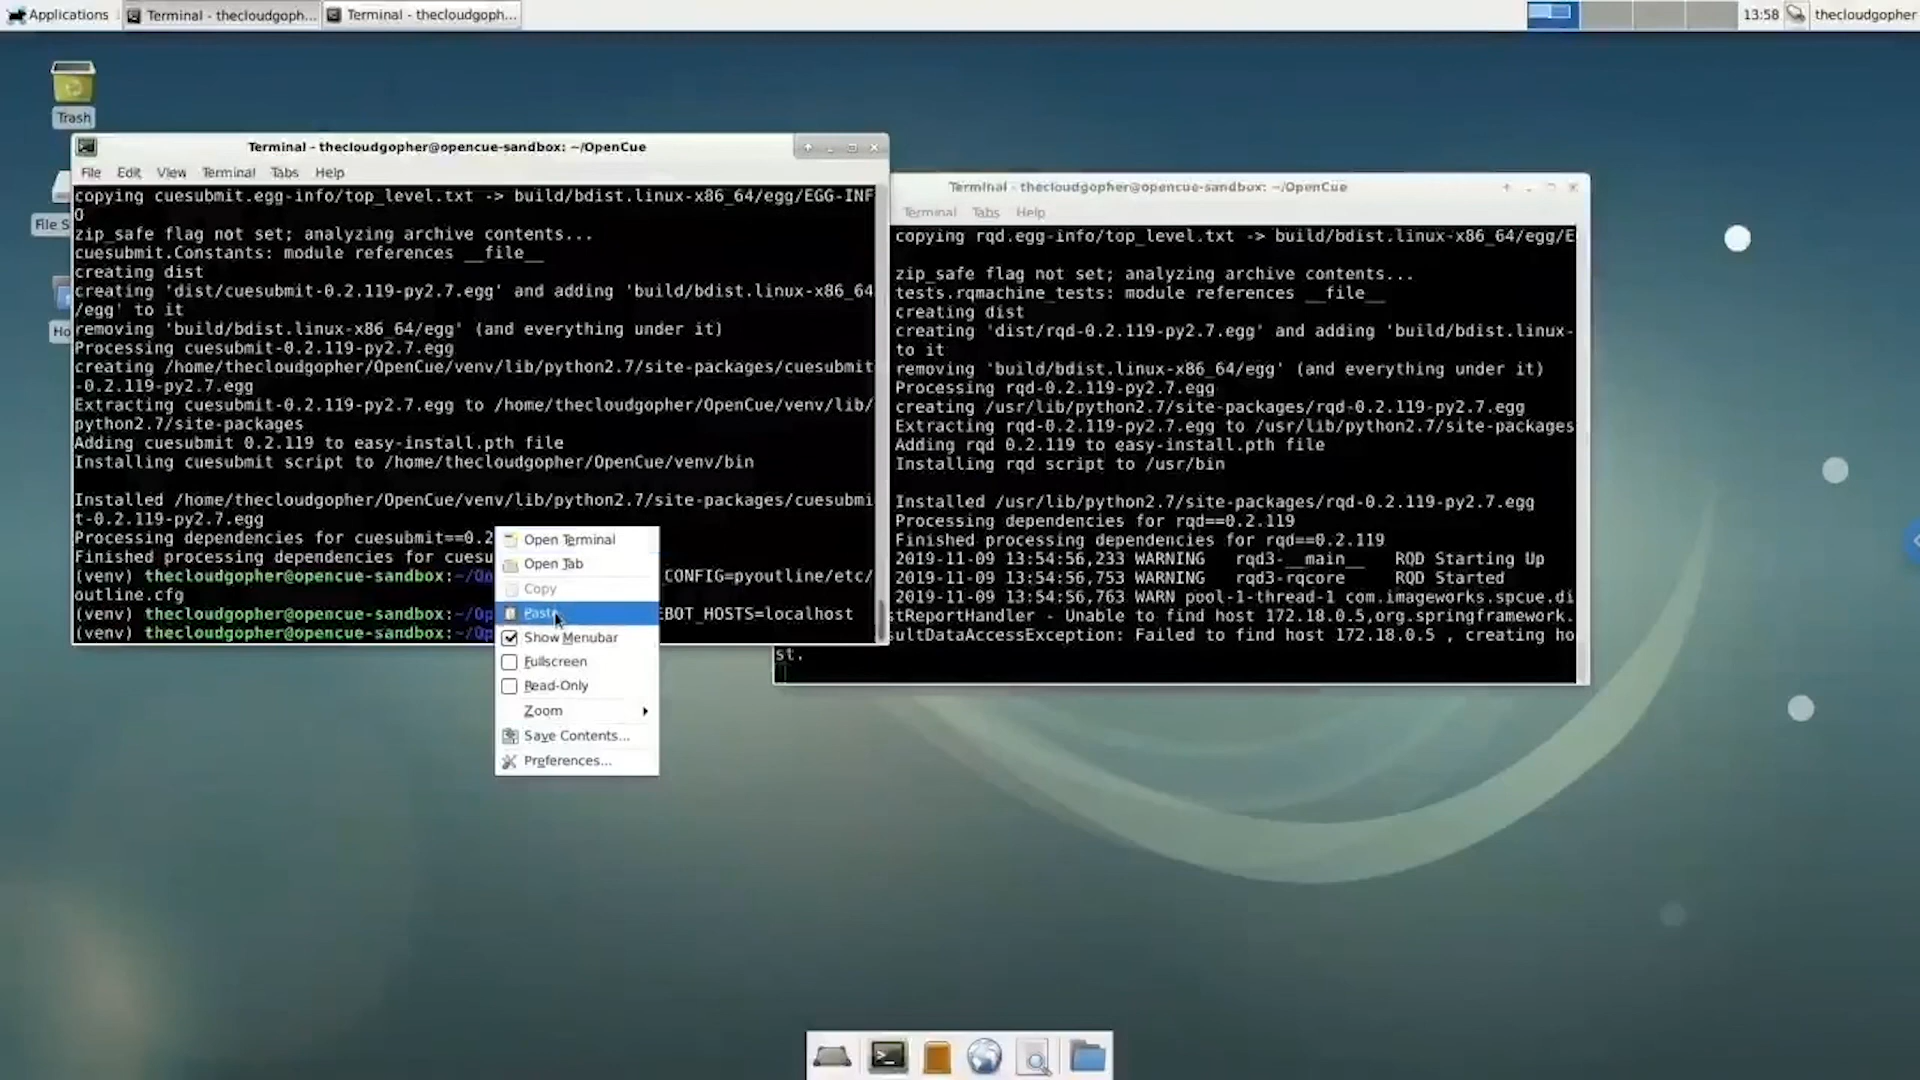 Applications
Terminal - thecloudgoph...
Terminal - thecloudgoph...
13:58
thecloudgopher
Trash
File S
Ho
Terminal - thecloudgopher@opencue-sandbox: ~/OpenCue
File Edit View Terminal Tabs Help
copying cuesubmit.egg-info/top_level.txt -> build/bdist.linux-x86_64/egg/EGG-INF
O
zip_safe flag not set; analyzing archive contents...
cuesubmit.Constants: module references __file__
creating dist
creating 'dist/cuesubmit-0.2.119-py2.7.egg' and adding 'build/bdist.linux-x86_64
/egg' to it
removing 'build/bdist.linux-x86_64/egg' (and everything under it)
Processing cuesubmit-0.2.119-py2.7.egg
creating /home/thecloudgopher/OpenCue/venv/lib/python2.7/site-packages/cuesubmit
-0.2.119-py2.7.egg
Extracting cuesubmit-0.2.119-py2.7.egg to /home/thecloudgopher/OpenCue/venv/lib/
python2.7/site-packages
Adding cuesubmit 0.2.119 to easy-install.pth file
Installing cuesubmit script to /home/thecloudgopher/OpenCue/venv/bin
Installed /home/thecloudgopher/OpenCue/venv/lib/python2.7/site-packages/cuesubmi
t-0.2.119-py2.7.egg
Processing dependencies for cuesubmit==0.2
Finished processing dependencies for cuesu
(venv) thecloudgopher@opencue-sandbox:~/Op CONFIG=pyoutline/etc/
outline.cfg
(venv) thecloudgopher@opencue-sandbox:~/Op EBOT_HOSTS=localhost
(venv) thecloudgopher@opencue-sandbox:~/Op
Open Terminal
Open Tab
Copy
Paste
Show Menubar
Fullscreen
Read-Only
Zoom
Save Contents...
Preferences...
Terminal - thecloudgopher@opencue-sandbox: ~/OpenCue
Terminal Tabs Help
copying rqd.egg-info/top_level.txt -> build/bdist.linux-x86_64/egg/E
zip_safe flag not set; analyzing archive contents...
tests.rqmachine_tests: module references __file__
creating dist
creating 'dist/rqd-0.2.119-py2.7.egg' and adding 'build/bdist.linux-
to it
removing 'build/bdist.linux-x86_64/egg' (and everything under it)
Processing rqd-0.2.119-py2.7.egg
creating /usr/lib/python2.7/site-packages/rqd-0.2.119-py2.7.egg
Extracting rqd-0.2.119-py2.7.egg to /usr/lib/python2.7/site-packages
Adding rqd 0.2.119 to easy-install.pth file
Installing rqd script to /usr/bin
Installed /usr/lib/python2.7/site-packages/rqd-0.2.119-py2.7.egg
Processing dependencies for rqd==0.2.119
Finished processing dependencies for rqd==0.2.119
2019-11-09 13:54:56,233 WARNING rqd3-__main__ RQD Starting Up
2019-11-09 13:54:56,753 WARNING rqd3-rqcore RQD Started
2019-11-09 13:54:56,763 WARN pool-1-thread-1 com.imageworks.spcue.di
stReportHandler - Unable to find host 172.18.0.5,org.springframework.
sultDataAccessException: Failed to find host 172.18.0.5 , creating ho
st.